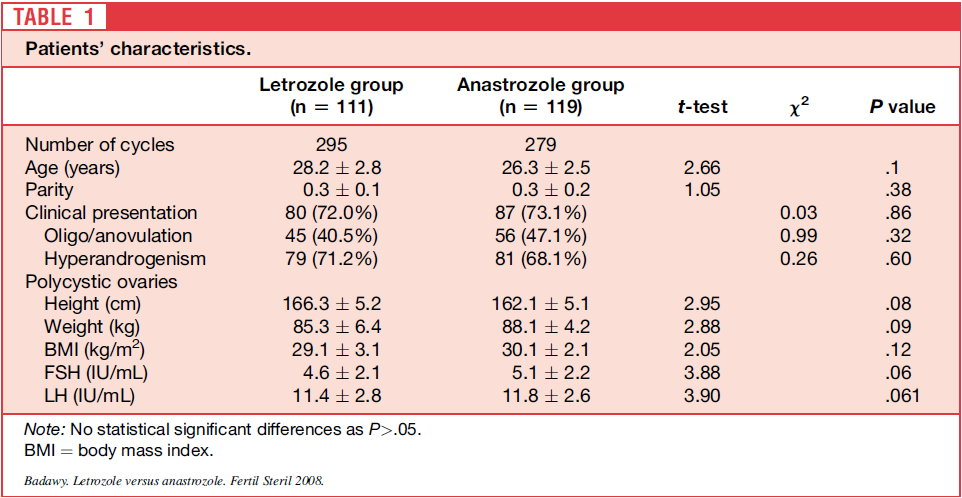 TABLE 1
Patients' characteristics.
Letrozole group (n = 111) Anastrozole group (n = 119) t-test χ² P value
Number of cycles 295 279
Age (years) 28.2 ± 2.8 26.3 ± 2.5 2.66 .1
Parity 0.3 ± 0.1 0.3 ± 0.2 1.05 .38
Clinical presentation 80 (72.0%) 87 (73.1%) 0.03 .86
Oligo/anovulation 45 (40.5%) 56 (47.1%) 0.99 .32
Hyperandrogenism 79 (71.2%) 81 (68.1%) 0.26 .60
Polycystic ovaries
Height (cm) 166.3 ± 5.2 162.1 ± 5.1 2.95 .08
Weight (kg) 85.3 ± 6.4 88.1 ± 4.2 2.88 .09
BMI (kg/m²) 29.1 ± 3.1 30.1 ± 2.1 2.05 .12
FSH (IU/mL) 4.6 ± 2.1 5.1 ± 2.2 3.88 .06
LH (IU/mL) 11.4 ± 2.8 11.8 ± 2.6 3.90 .061
Note: No statistical significant differences as P>.05.
BMI = body mass index.
Badawy. Letrozole versus anastrozole. Fertil Steril 2008.